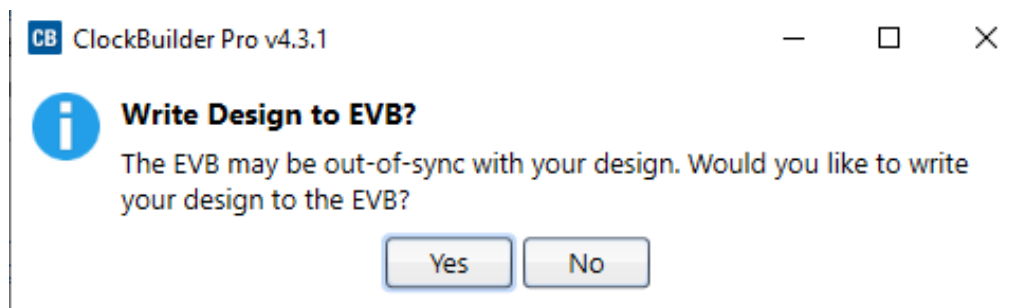 CB ClockBuilder Pro v4.3.1
Write Design to EVB?
The EVB may be out-of-sync with your design. Would you like to write
your design to the EVB?
Yes No